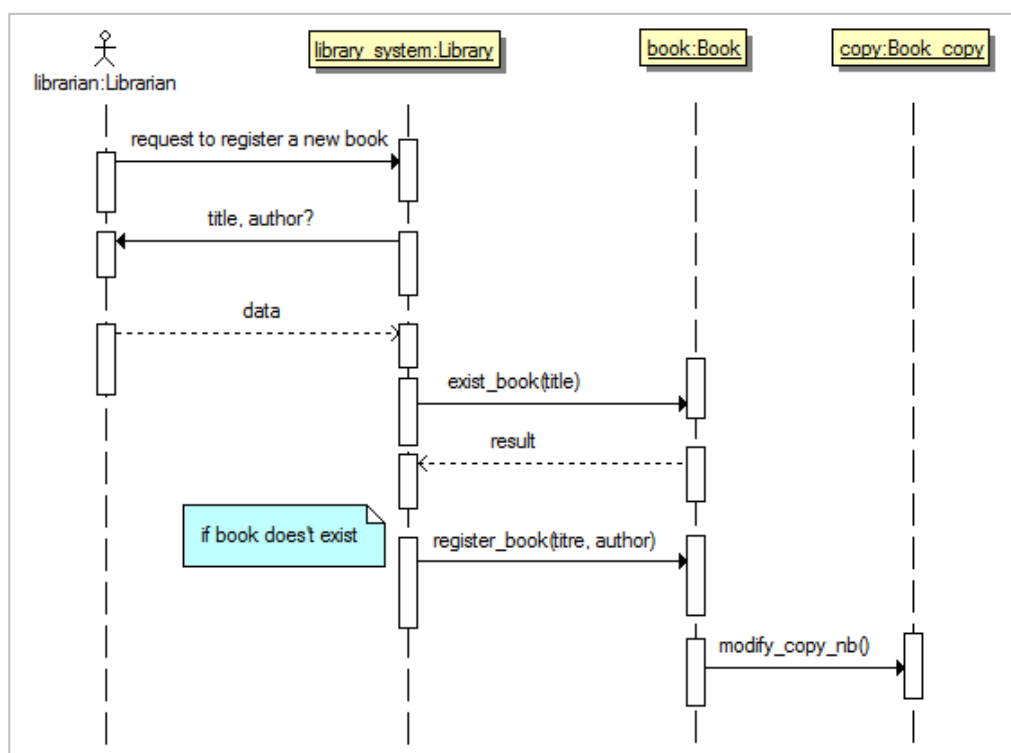 librarian:Librarian
library_system:Library
book:Book
copy:Book_copy
request to register a new book
title, author?
data
exist_book(title)
result
if book does't exist
register_book(titre, author)
modify_copy_nb()